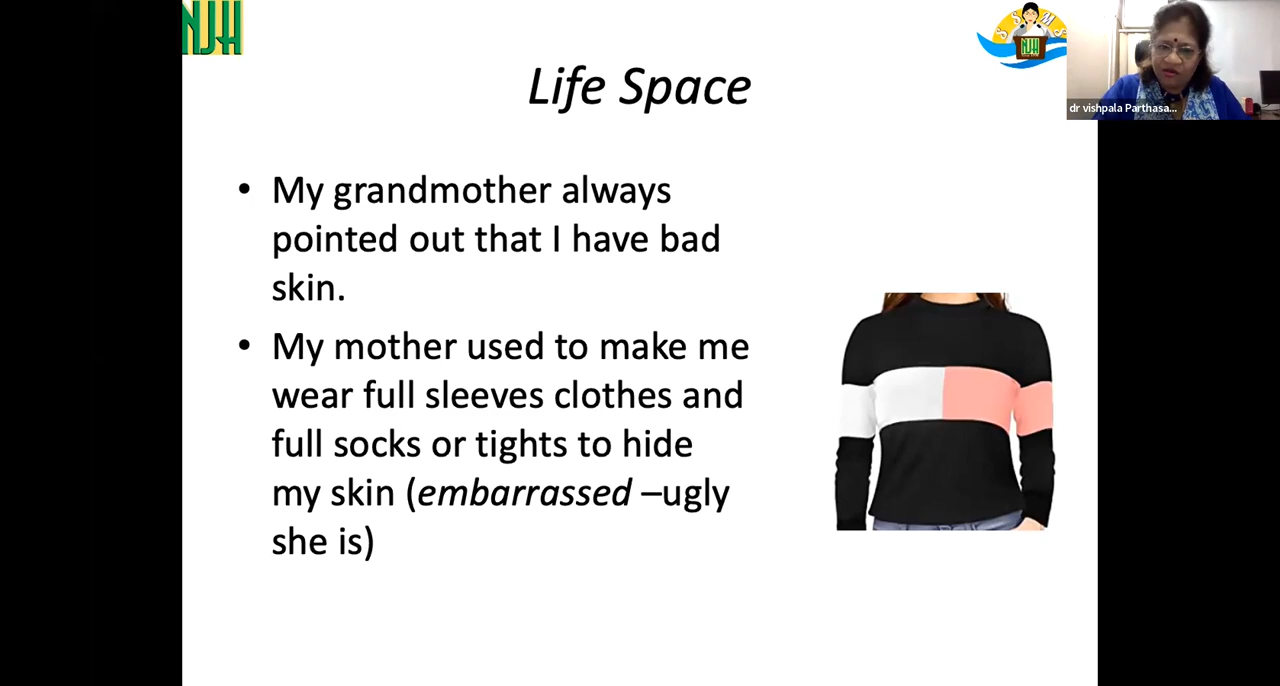 NJH
S S M S
NJH
dr vishpala Parthasa...
Life Space
• My grandmother always
pointed out that I have bad
skin.
• My mother used to make me
wear full sleeves clothes and
full socks or tights to hide
my skin (embarrassed –ugly
she is)